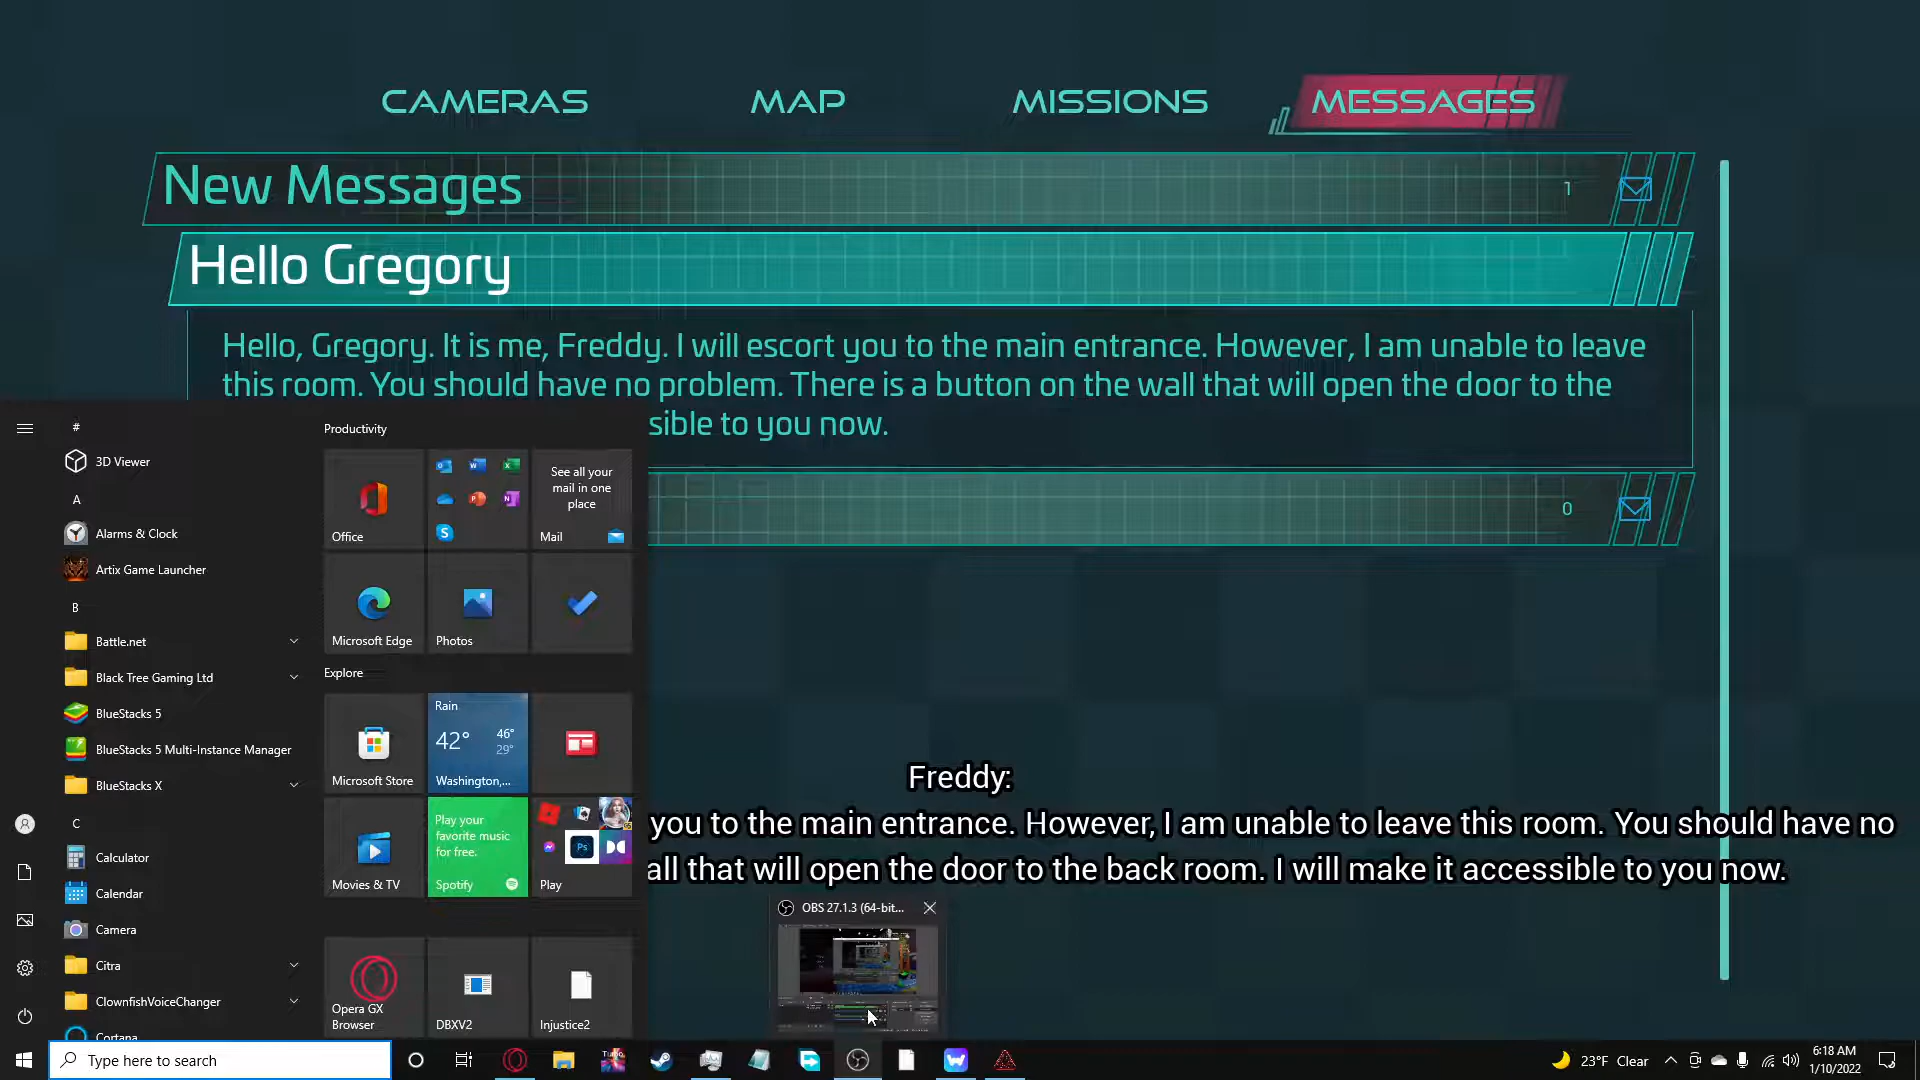 CAMERAS
MAP
MISSIONS
MESSAGES
New Messages
1
Hello Gregory
Hello, Gregory. It is me, Freddy. I will escort you to the main entrance. However, I am unable to leave
this room. You should have no problem. There is a button on the wall that will open the door to the
sible to you now.
0
#
3D Viewer
A
Alarms & Clock
Artix Game Launcher
B
Battle.net
Black Tree Gaming Ltd
BlueStacks 5
BlueStacks 5 Multi-Instance Manager
BlueStacks X
C
Calculator
Calendar
Camera
Citra
ClownfishVoiceChanger
Cortana
Productivity
Office
See all your
mail in one
place
Mail
Microsoft Edge
Photos
Explore
Microsoft Store
Rain
42°
46°
29°
Washington,...
Movies & TV
Play your
favorite music
for free.
Spotify
Play
Opera GX
Browser
DBXV2
Injustice2
Freddy:
you to the main entrance. However, I am unable to leave this room. You should have no
all that will open the door to the back room. I will make it accessible to you now.
OBS 27.1.3 (64-bit...
Type here to search
23°F Clear
6:18 AM
1/10/2022